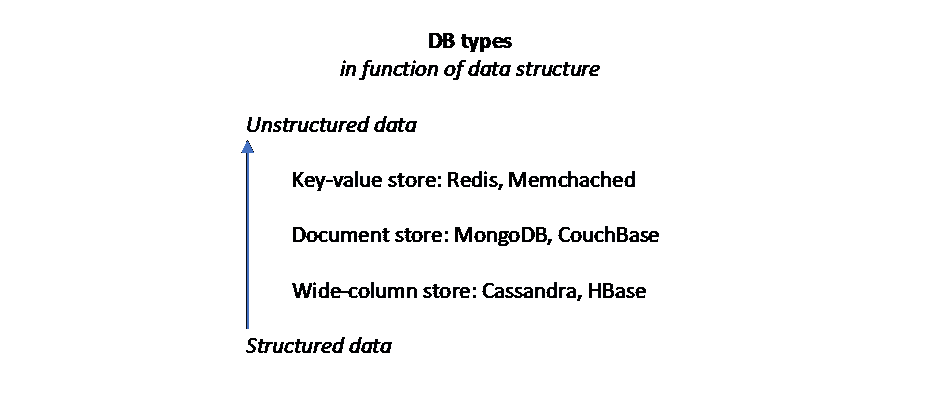 DB types
in function of data structure
Unstructured data
Key-value store: Redis, Memchached
Document store: MongoDB, CouchBase
Wide-column store: Cassandra, HBase
Structured data